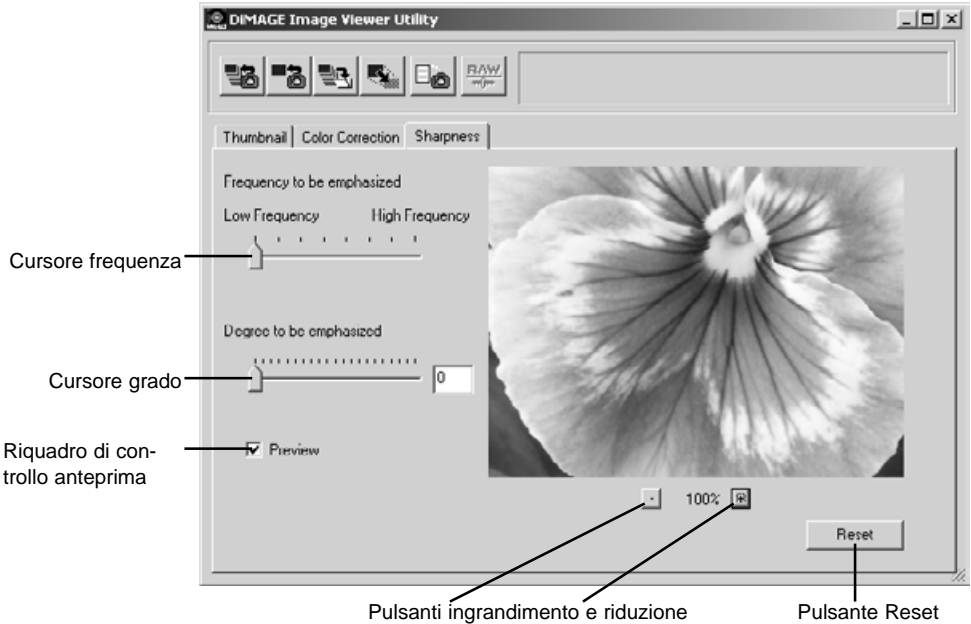 DiMAGE Image Viewer Utility
RAW
Thumbnail Color Correction Sharpness
Frequency to be emphasized
Low Frequency High Frequency
Cursore frequenza
Degree to be emphasized
Cursore grado
0
Riquadro di con-
trollo anteprima
Preview
100%
Reset
Pulsanti ingrandimento e riduzione
Pulsante Reset